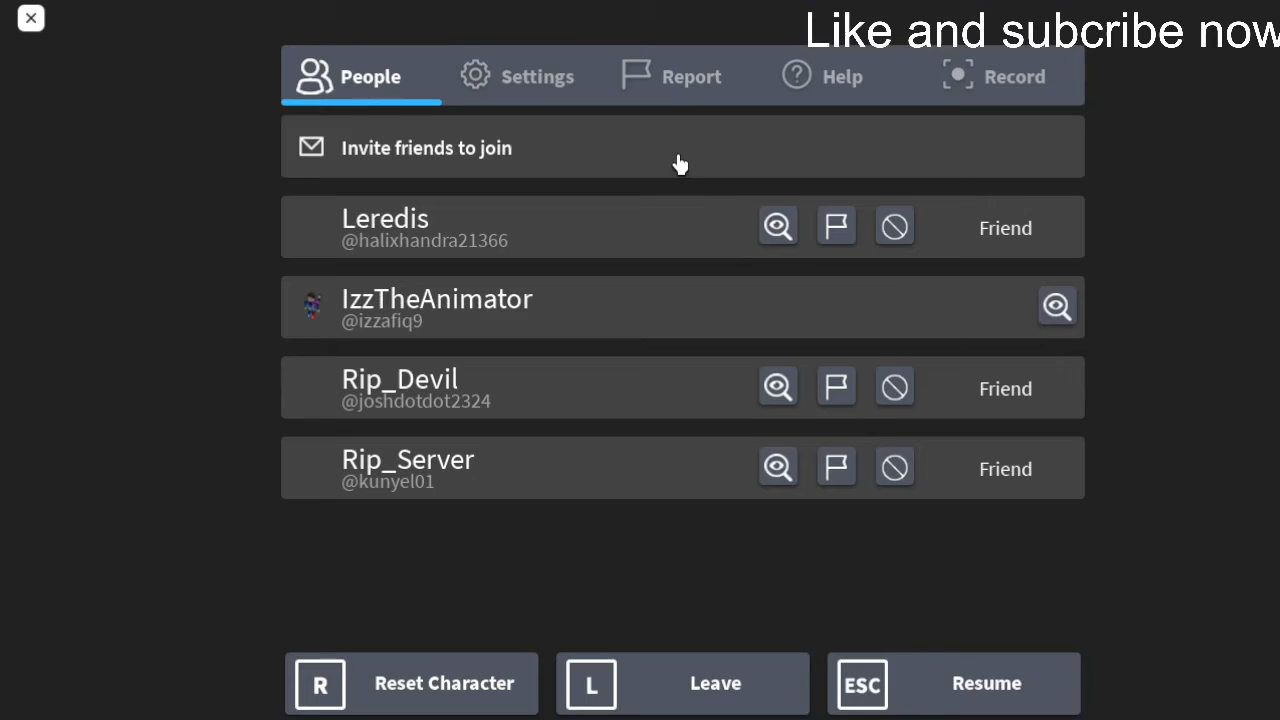 Like and subcribe now
People
Settings
Report
Help
Record
Invite friends to join
Leredis
@halixhandra21366
Friend
IzzTheAnimator
@izzafiq9
Rip_Devil
@joshdotdot2324
Friend
Rip_Server
@kunyel01
Friend
R Reset Character
L Leave
ESC Resume